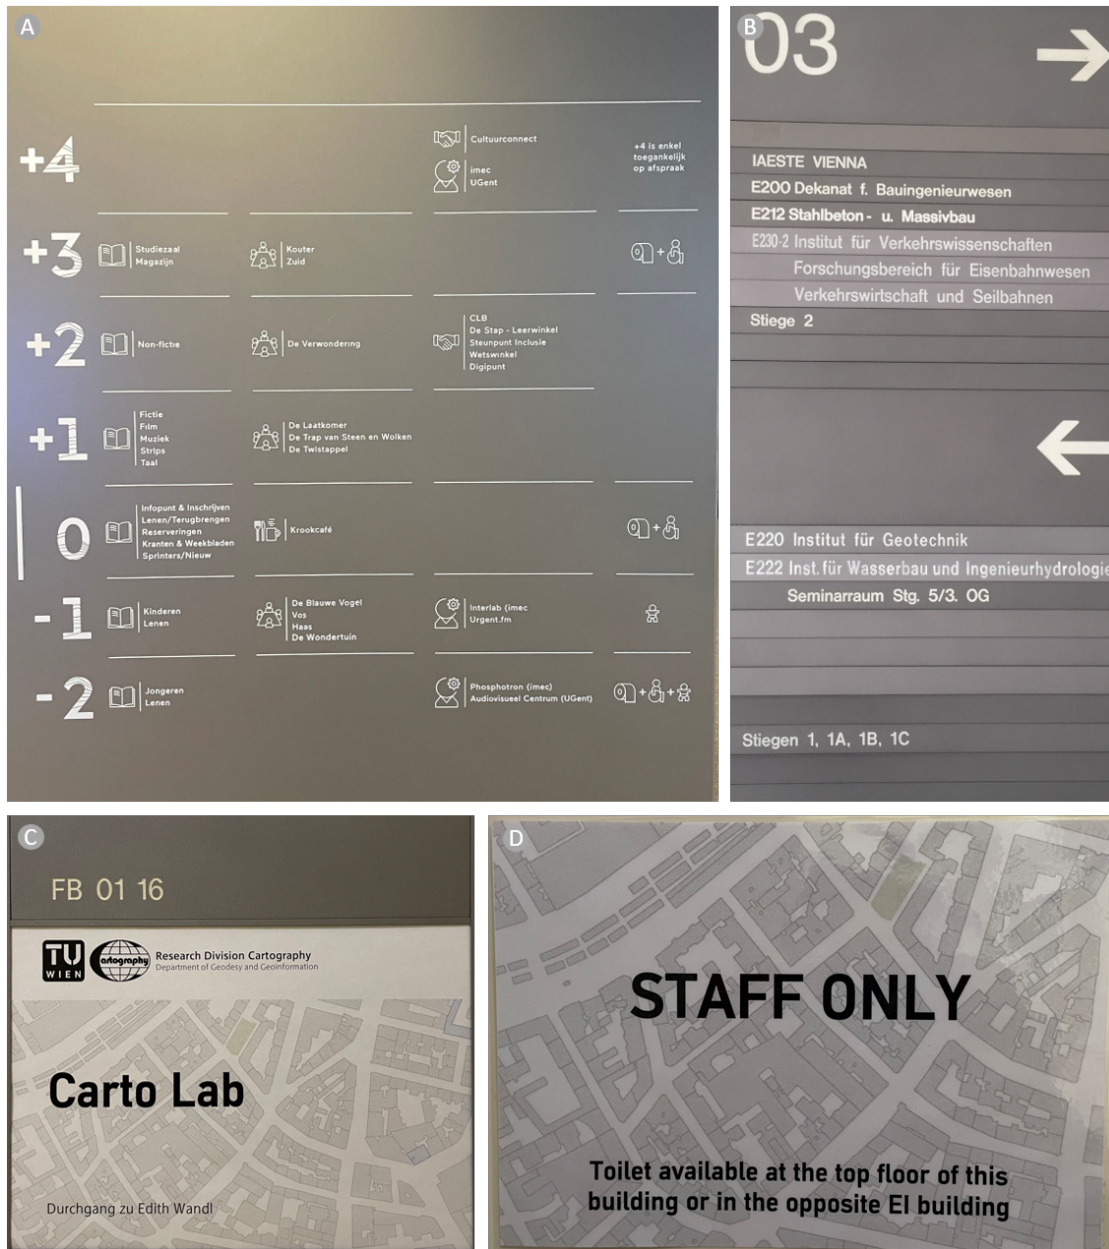 A
+4
Cultuurconnect
imec
UGent
+4 is enkel
toegankelijk
op afspraak
+3
Studiezaal
Magazijn
Kouter
Zuid
+
+2
Non-fictie
De Verwondering
CLB
De Stap - Leerwinkel
Steunpunt Inclusie
Wetswinkel
Digipunt
+1
Fictie
Film
Muziek
Strips
Taal
De Laatkomer
De Trap van Steen en Wolken
De Twistappel
0
Infopunt & Inschrijven
Lenen/Terugbrengen
Reserveringen
Kranten & Weekbladen
Sprinters/Nieuw
Krookcafé
+
-1
Kinderen
Lenen
De Blauwe Vogel
Vos
Haas
De Wondertuin
Interlab (imec
Urgent.fm
-2
Jongeren
Lenen
Phosphotron (imec)
Audiovisueel Centrum (UGent)
+ +
B
03
IAESTE VIENNA
E200 Dekanat f. Bauingenieurwesen
E212 Stahlbeton- u. Massivbau
E230-2 Institut für Verkehrswissenschaften
Forschungsbereich für Eisenbahnwesen
Verkehrswirtschaft und Seilbahnen
Stiege 2
E220 Institut für Geotechnik
E222 Inst. für Wasserbau und Ingenieurhydrologie
Seminarraum Stg. 5/3. OG
Stiegen 1, 1A, 1B, 1C
C
FB 01 16
TU
WIEN
cartography
Research Division Cartography
Department of Geodesy and Geoinformation
Carto Lab
Durchgang zu Edith Wandl
D
STAFF ONLY
Toilet available at the top floor of this
building or in the opposite EI building